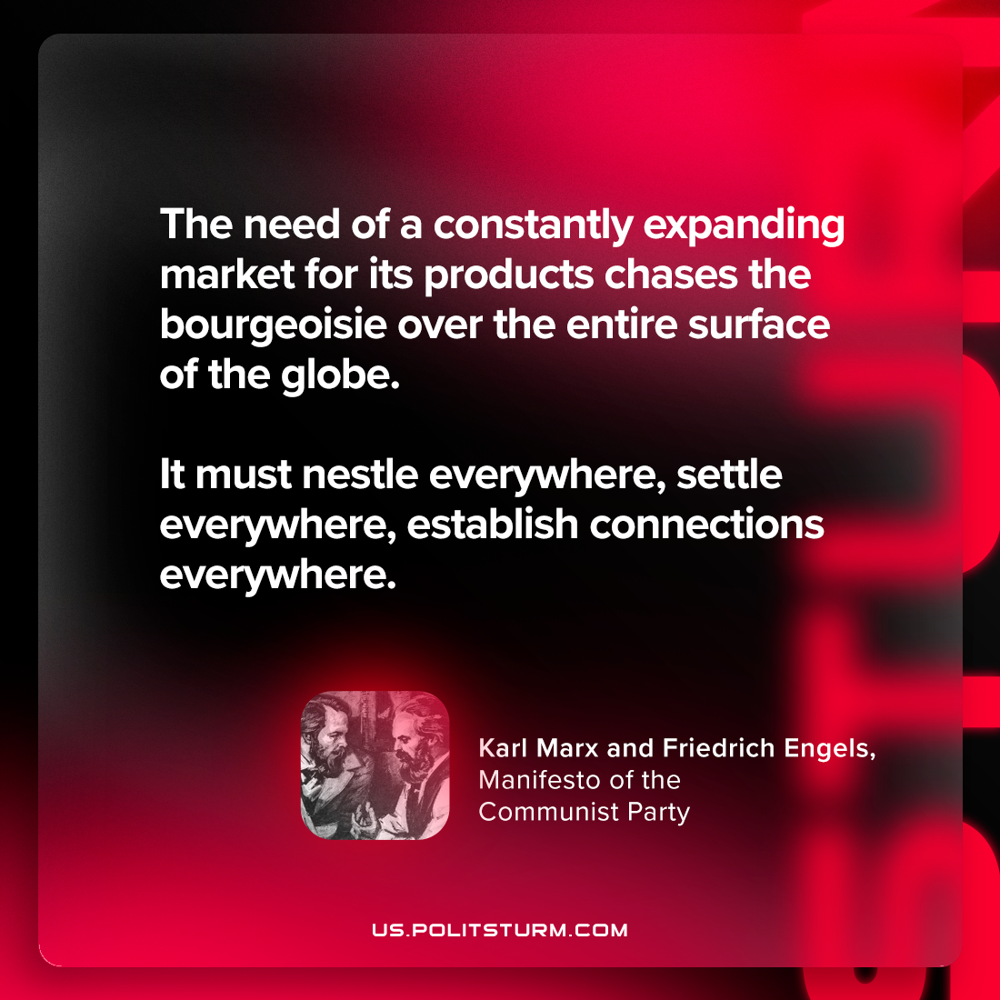 The need of a constantly expanding
market for its products chases the
bourgeoisie over the entire surface
of the globe.
It must nestle everywhere, settle
everywhere, establish connections
everywhere.
Karl Marx and Friedrich Engels,
Manifesto of the
Communist Party
US.POLITSTURM.COM